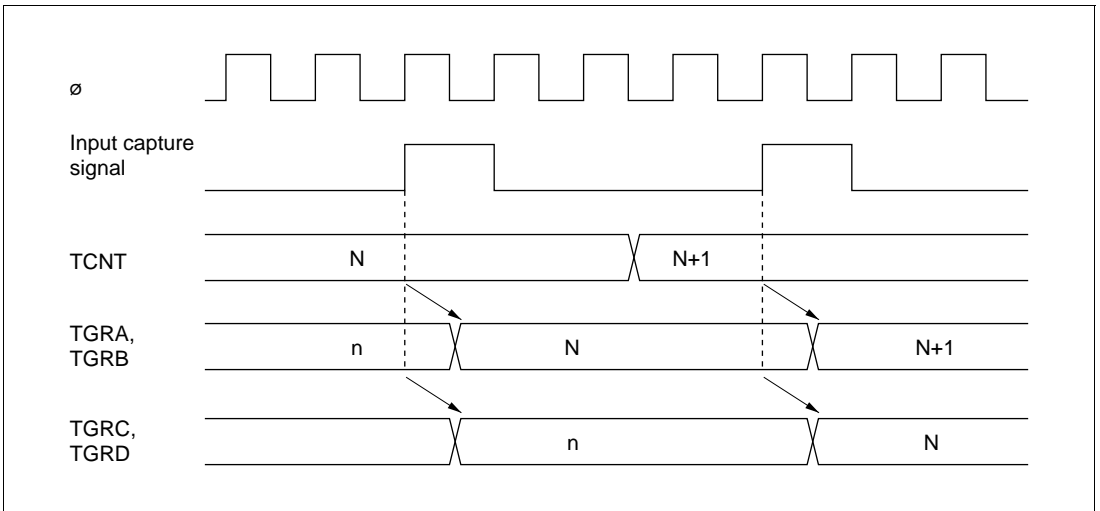 ø
Input capture
signal
TCNT
N
N+1
TGRA,
TGRB
n
N
N+1
TGRC,
TGRD
n
N